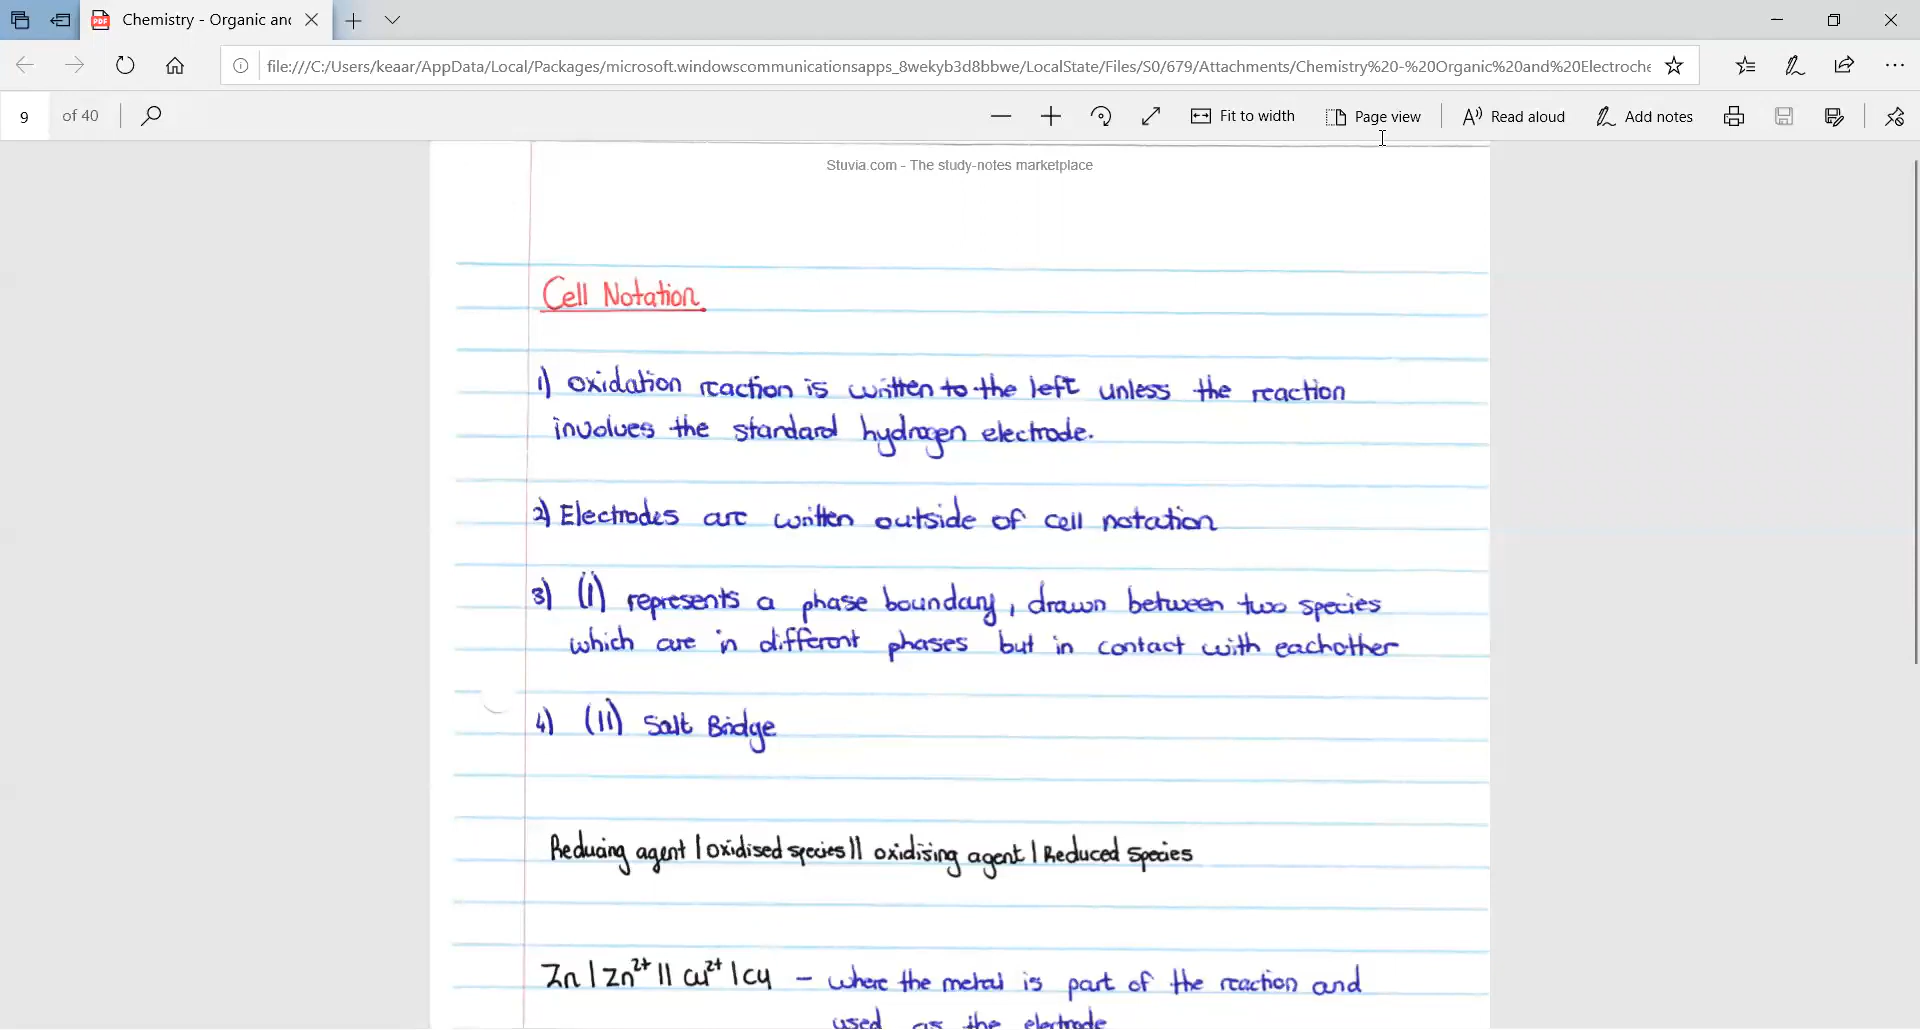 Chemistry - Organic anc
file:///C:/Users/keaar/AppData/Local/Packages/microsoft.windowscommunicationsapps_8wekyb3d8bbwe/LocalState/Files/S0/679/Attachments/Chemistry%20-%20Organic%20and%20Electroche
9 of 40 Fit to width Page view Read aloud Add notes
Stuvia.com - The study-notes marketplace
Cell Notation
1) oxidation reaction is written to the left unless the reaction
involves the standard hydrogen electrode.
2) Electrodes are written outside of cell notation
3) (|) represents a phase boundary, drawn between two species
which are in different phases but in contact with eachother
4) (||) Salt Bridge
Reducing agent | oxidised species || oxidising agent | Reduced Species
Zn | Zn²⁺ || Cu²⁺ | Cu - where the metal is part of the reaction and
used as the electrode